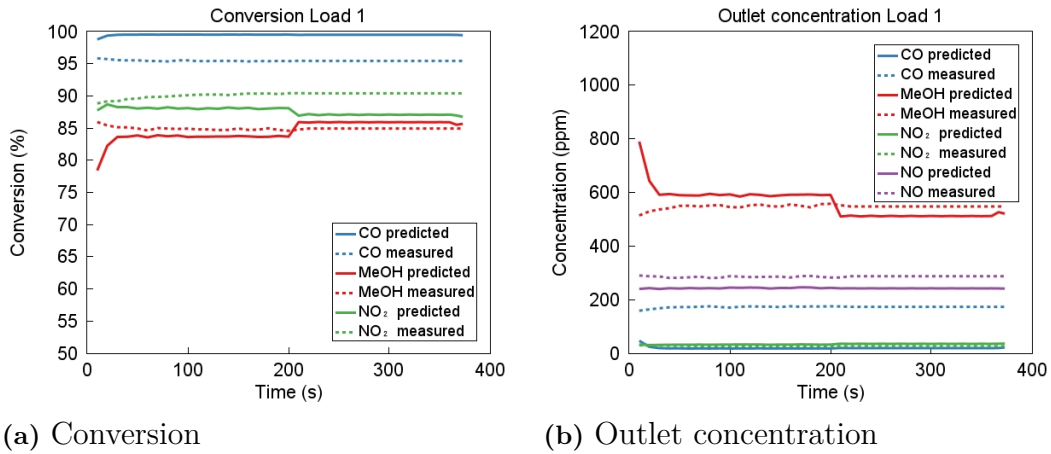 Conversion Load 1
100
95
90
85
80
75
70
65
60
55
50
Conversion (%)
CO predicted
CO measured
MeOH predicted
MeOH measured
NO₂ predicted
NO₂ measured
0
100
200
300
400
Time (s)
(a) Conversion
Outlet concentration Load 1
1200
1000
800
600
400
200
0
Concentration (ppm)
CO predicted
CO measured
MeOH predicted
MeOH measured
NO₂ predicted
NO₂ measured
NO predicted
NO measured
0
100
200
300
400
Time (s)
(b) Outlet concentration